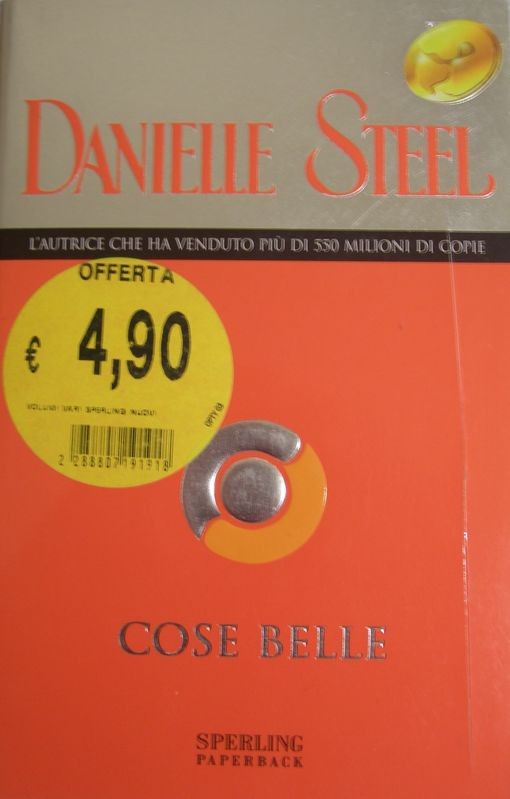 DANIELLE STEEL
L'AUTRICE CHE HA VENDUTO PIÙ DI 550 MILIONI DI COPIE
OFFERTA
€ 4,90
VOLUMI VARI SPERLING NUOVI
2 288807 191918
COSE BELLE
SPERLING
PAPERBACK